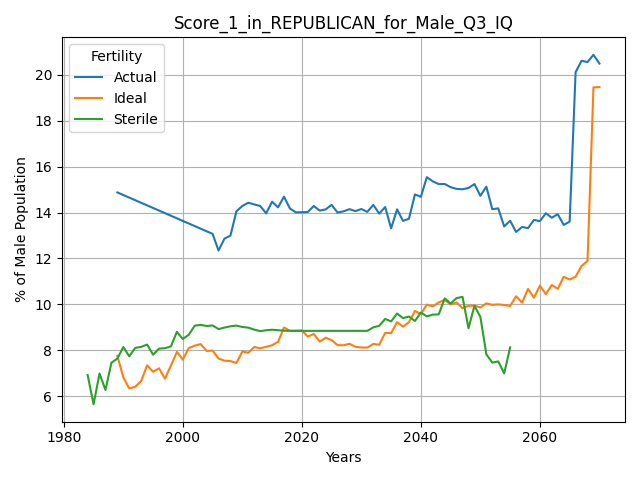 Score_1_in_REPUBLICAN_for_Male_Q3_IQ
Fertility
Actual
Ideal
Sterile
% of Male Population
20
18
16
14
12
10
8
6
1980
2000
2020
2040
2060
Years